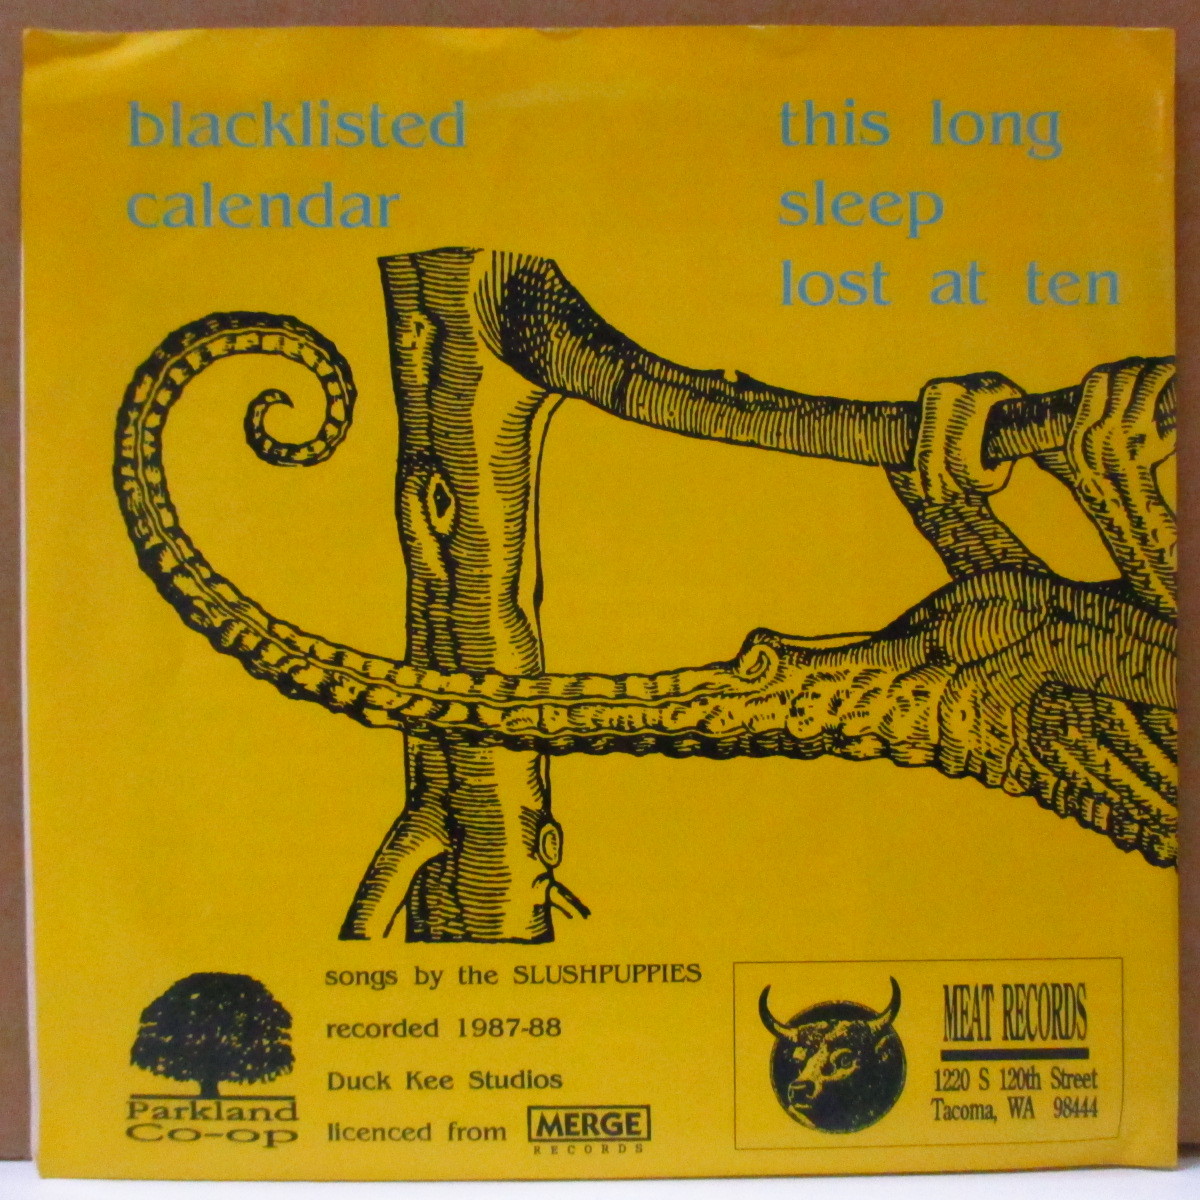 blacklisted
calendar
this long
sleep
lost at ten
songs by the SLUSHPUPPIES
recorded 1987-88
Duck Kee Studios
licenced from MERGE
RECORDS
Parkland
Co-op
MEAT RECORDS
1220 S 120th Street
Tacoma, WA 98444